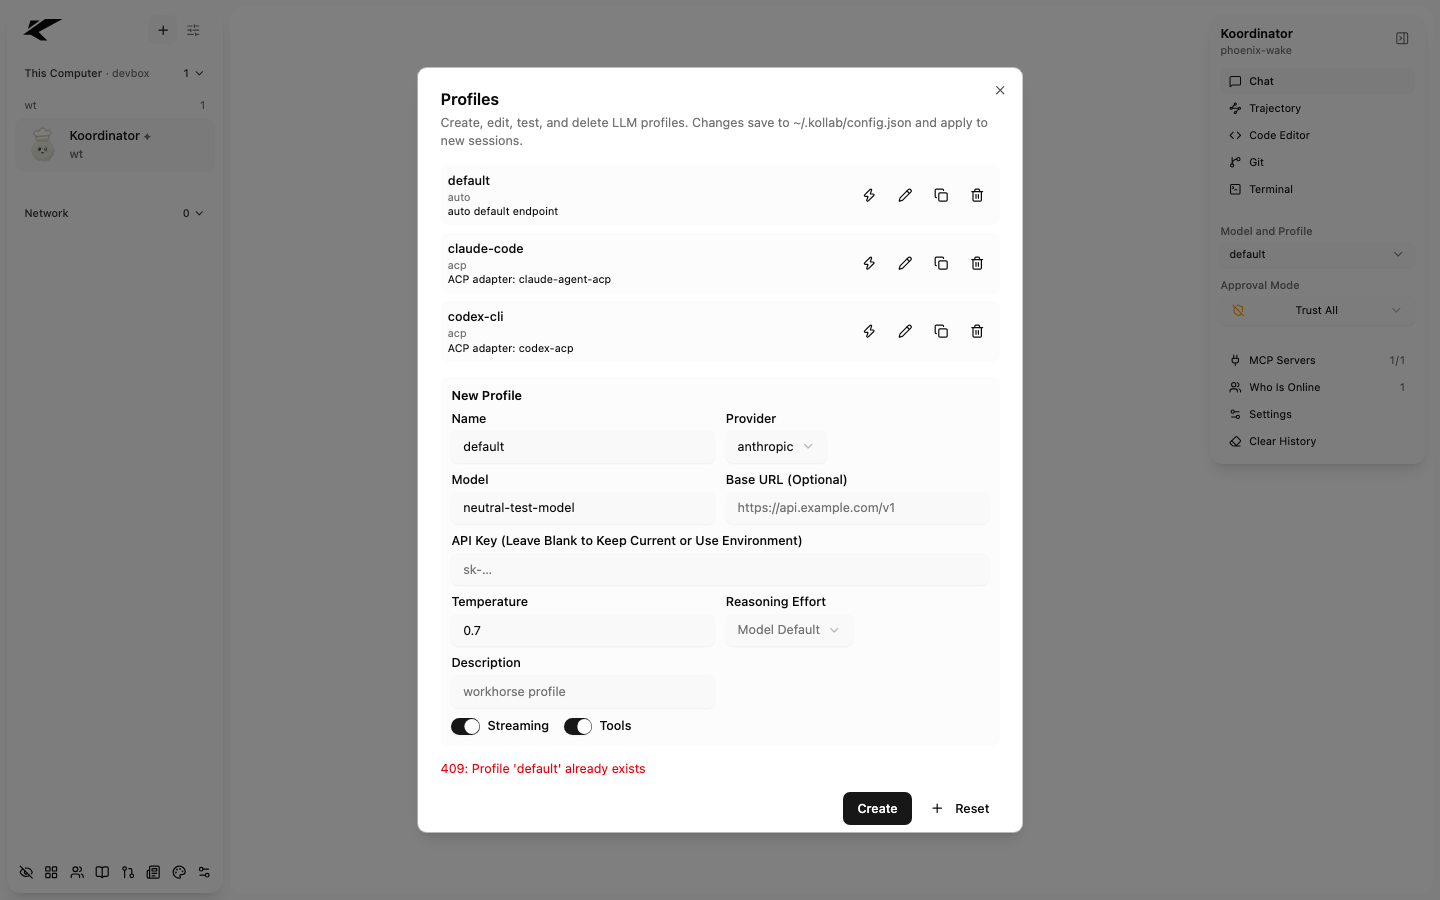 This Computer · devbox 1
wt 1
Koordinator
wt
Network 0
Profiles
Create, edit, test, and delete LLM profiles. Changes save to ~/.kollab/config.json and apply to
new sessions.
default
auto
auto default endpoint
claude-code
acp
ACP adapter: claude-agent-acp
codex-cli
acp
ACP adapter: codex-acp
New Profile
Name Provider
default anthropic
Model Base URL (Optional)
neutral-test-model https://api.example.com/v1
API Key (Leave Blank to Keep Current or Use Environment)
sk-...
Temperature Reasoning Effort
0.7 Model Default
Description
workhorse profile
Streaming Tools
409: Profile 'default' already exists
Create Reset
Koordinator
phoenix-wake
Chat
Trajectory
Code Editor
Git
Terminal
Model and Profile
default
Approval Mode
Trust All
MCP Servers 1/1
Who Is Online 1
Settings
Clear History